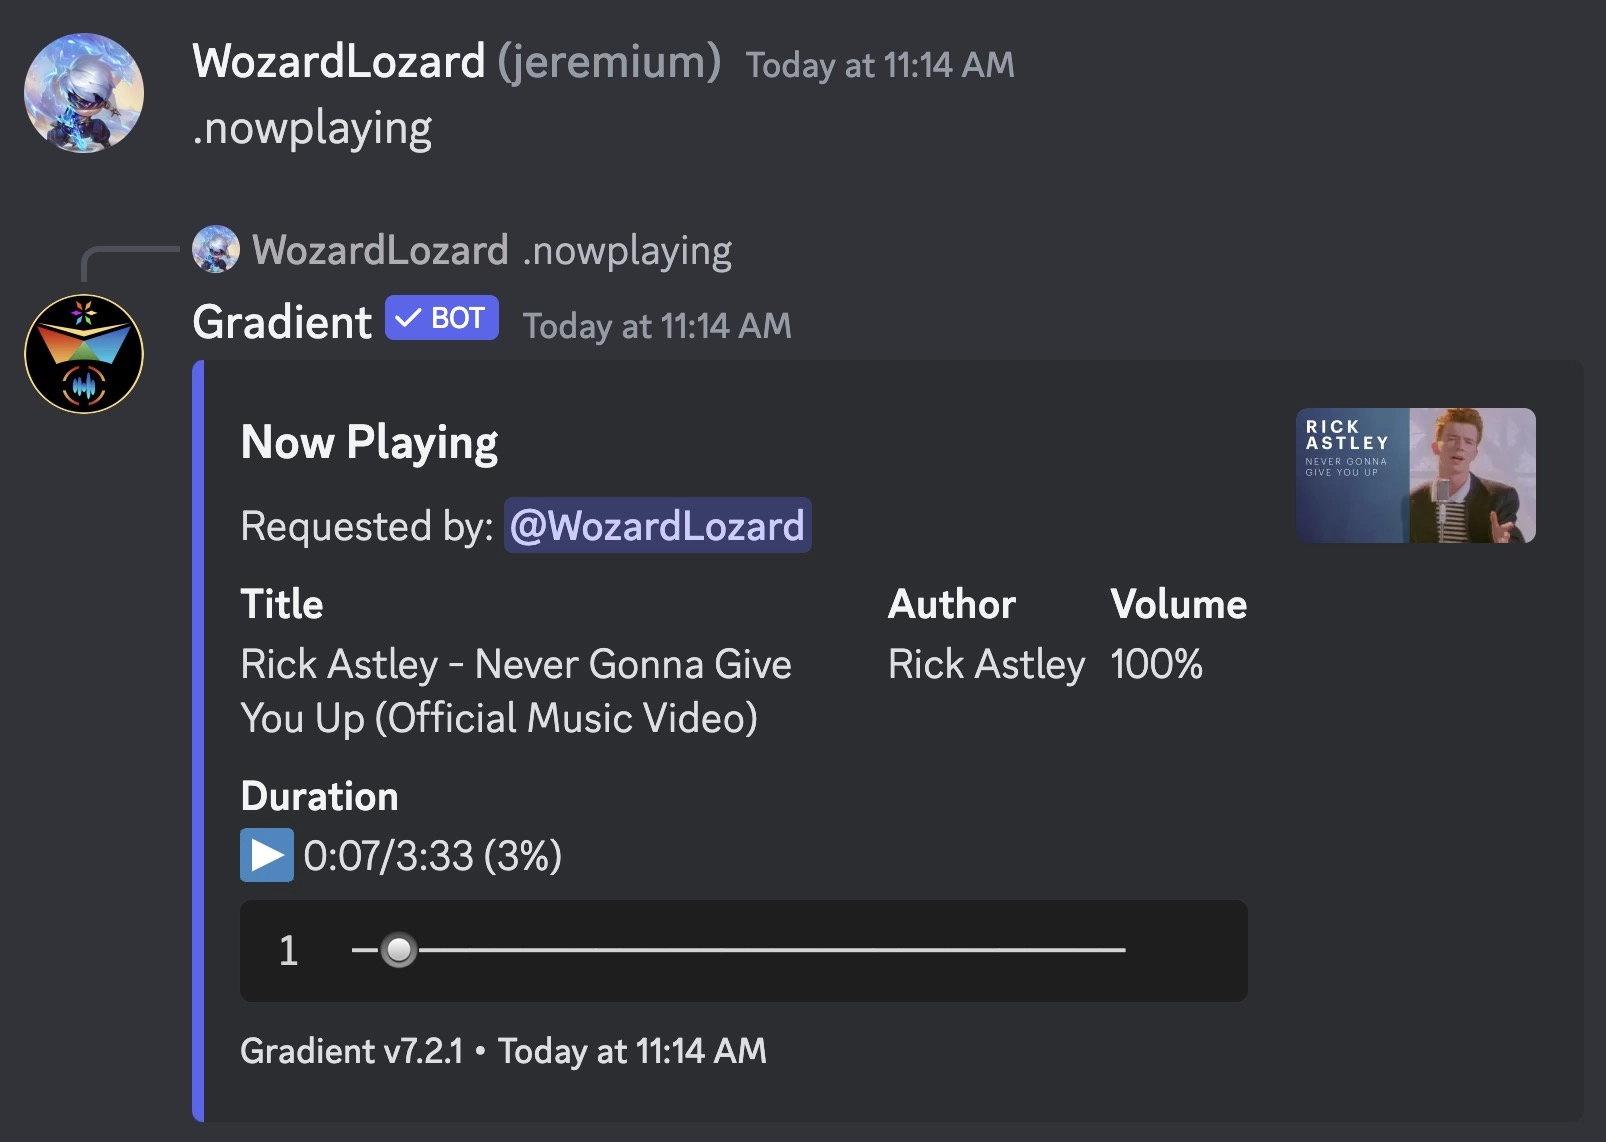 WozardLozard (jeremium) Today at 11:14 AM
.nowplaying
WozardLozard .nowplaying
Gradient ✓ BOT Today at 11:14 AM
Now Playing
RICK
ASTLEY
NEVER GONNA
GIVE YOU UP
Requested by: @WozardLozard
Title
Rick Astley - Never Gonna Give
You Up (Official Music Video)
Author
Rick Astley
Volume
100%
Duration
0:07/3:33 (3%)
1
Gradient v7.2.1 • Today at 11:14 AM